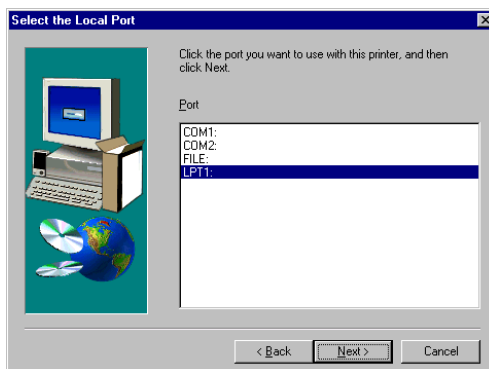 Select the Local Port
Click the port you want to use with this printer, and then
click Next.
Port
COM1:
COM2:
FILE:
LPT1:
< Back
Next >
Cancel